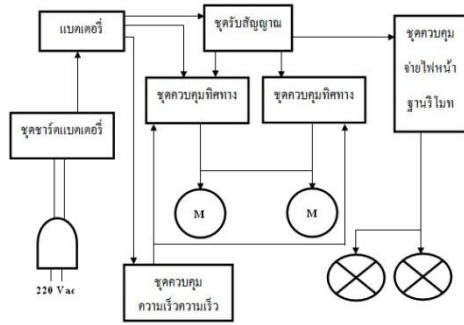 แบตเตอรี่
ชุดรับสัญญาณ
ชุดควบคุม
จ่ายไฟหน้า
ฐานรีโมท
ชุดควบคุมทิศทาง
ชุดควบคุมทิศทาง
ชุดชาร์ตแบตเตอรี่
M
M
220 Vac
ชุดควบคุม
ความเร็วความเร็ว